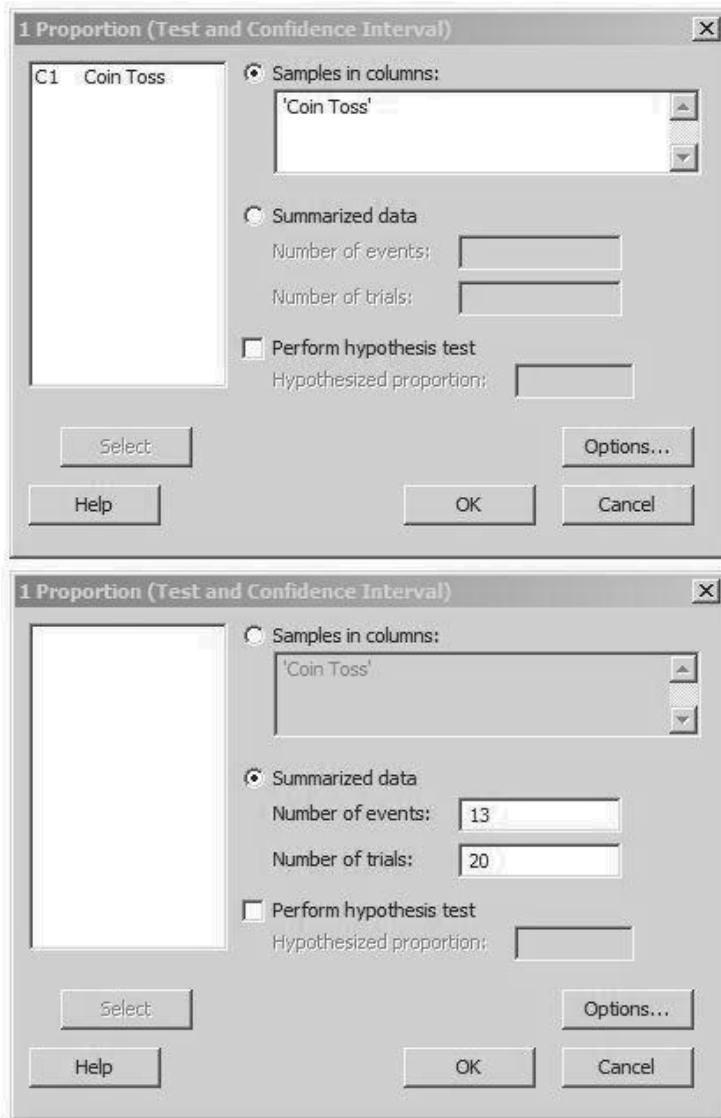 1 Proportion (Test and Confidence Interval)
C1 Coin Toss
Samples in columns:
'Coin Toss'
Summarized data
Number of events:
Number of trials:
Perform hypothesis test
Hypothesized proportion:
Select
Options...
Help
OK
Cancel
1 Proportion (Test and Confidence Interval)
Samples in columns:
'Coin Toss'
Summarized data
Number of events: 13
Number of trials: 20
Perform hypothesis test
Hypothesized proportion:
Select
Options...
Help
OK
Cancel